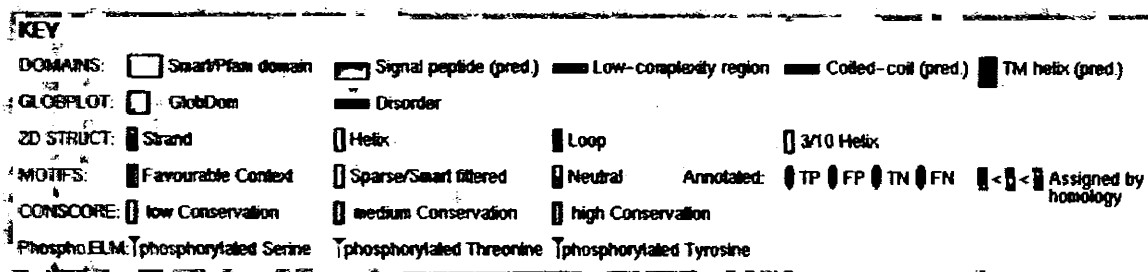 KEY
DOMAINS: Smart/Pfam domain Signal peptide (pred.) Low-complexity region Coiled-coil (pred.) TM helix (pred.)
GLOBPLOT: GlobDom Disorder
2D STRUCT: Strand Helix Loop 3/10 Helix
MOTIFS: Favourable Context Sparse/Smart filtered Neutral Annotated: TP FP TN FN < < Assigned by
homology
CONSCORE: low Conservation medium Conservation high Conservation
Phospho.ELM: phosphorylated Serine phosphorylated Threonine phosphorylated Tyrosine